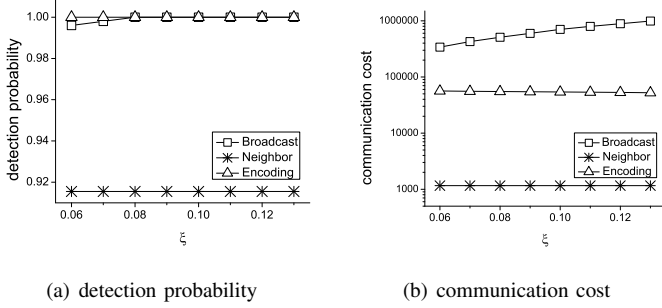 1.00
0.98
0.96
0.94
0.92
detection probability
Broadcast
Neighbor
Encoding
0.06 0.08 0.10 0.12
ξ
(a) detection probability
1000000
100000
10000
1000
communication cost
Broadcast
Neighbor
Encoding
0.06 0.08 0.10 0.12
ξ
(b) communication cost